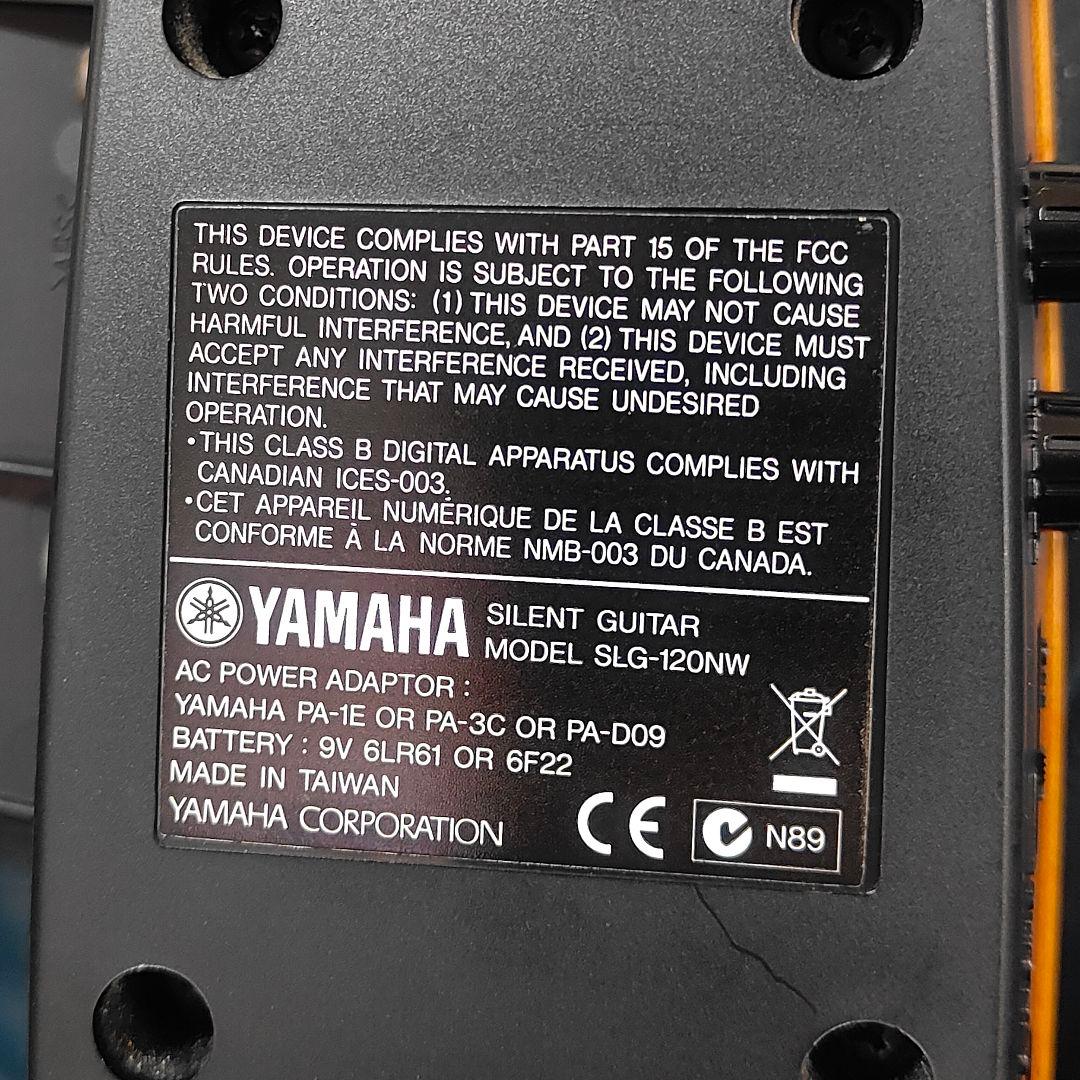 THIS DEVICE COMPLIES WITH PART 15 OF THE FCC
RULES. OPERATION IS SUBJECT TO THE FOLLOWING
TWO CONDITIONS: (1) THIS DEVICE MAY NOT CAUSE
HARMFUL INTERFERENCE, AND (2) THIS DEVICE MUST
ACCEPT ANY INTERFERENCE RECEIVED, INCLUDING
INTERFERENCE THAT MAY CAUSE UNDESIRED
OPERATION.
•THIS CLASS B DIGITAL APPARATUS COMPLIES WITH
CANADIAN ICES-003.
•CET APPAREIL NUMÉRIQUE DE LA CLASSE B EST
CONFORME À LA NORME NMB-003 DU CANADA.
YAMAHA SILENT GUITAR
MODEL SLG-120NW
AC POWER ADAPTOR :
YAMAHA PA-1E OR PA-3C OR PA-D09
BATTERY : 9V 6LR61 OR 6F22
MADE IN TAIWAN
YAMAHA CORPORATION
CE
N89